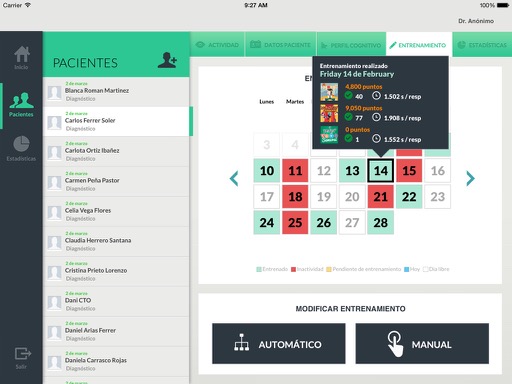 Carrier
9:27 AM
100%
Dr. Anónimo
Inicio
Pacientes
Estadísticas
Salir
PACIENTES
2 de marzo
Blanca Roman Martinez
Diagnóstico
2 de marzo
Carlos Ferrer Soler
Diagnóstico
2 de marzo
Carlota Ortiz Ibañez
Diagnóstico
2 de marzo
Carmen Peña Pastor
Diagnóstico
2 de marzo
Celia Vega Flores
Diagnóstico
2 de marzo
Claudia Herrero Santana
Diagnóstico
2 de marzo
Cristina Prieto Lorenzo
Diagnóstico
2 de marzo
Dani CTO
Diagnóstico
2 de marzo
Daniel Arias Ferrer
Diagnóstico
2 de marzo
Daniela Carrasco Rojas
Diagnóstico
ACTIVIDAD
DATOS PACIENTE
PERFIL COGNITIVO
ENTRENAMIENTO
ESTADÍSTICAS
Entrenamiento realizado
Friday 14 de February
4,800 puntos
40 1.502 s / resp
9,050 puntos
77 1.908 s / resp
0 puntos
1 1.552 s / resp
Lunes Martes
3 4
10 11 12 13 14 15 16
17 18 19 20 21 22 23
24 25 26 27 28
Entrenado Inactividad Pendiente de entrenamiento Hoy Día libre
MODIFICAR ENTRENAMIENTO
AUTOMÁTICO
MANUAL